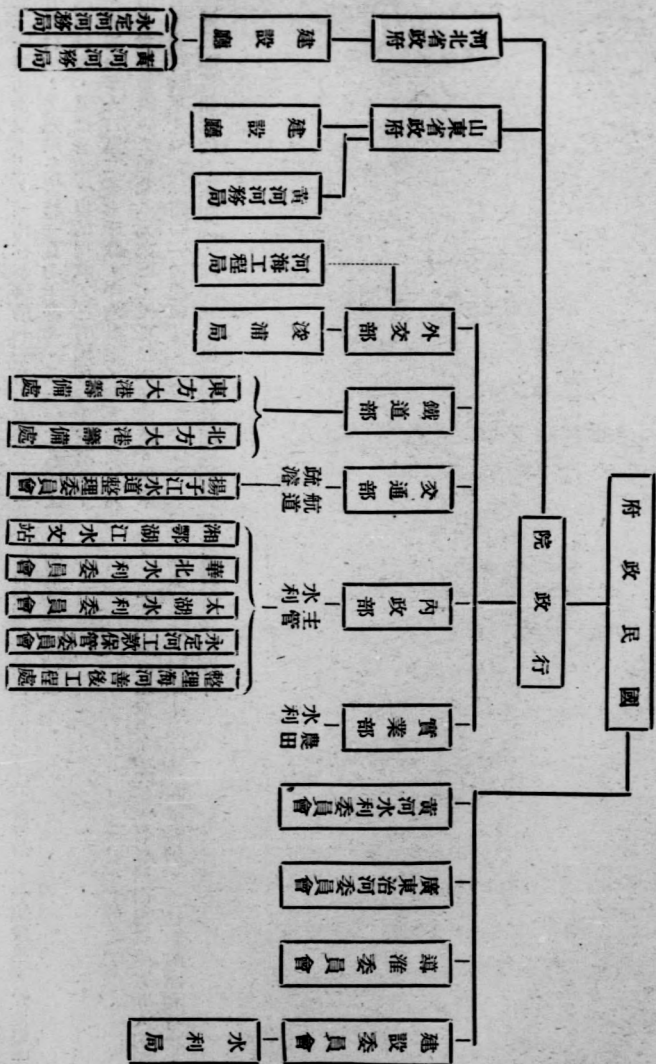 國民政府
行政院
建設委員會
水利局
導淮委員會
廣東治河委員會
黃河水利委員會
實業部
農田水利
內政部
主管水利
整理海河善後工程處
永定河工款保管委員會
太湖水利委員會
華北水利委員會
湘鄂湖江水文站
交通部
疏濬航道
揚子江水道整理委員會
鐵道部
北方大港籌備處
東方大港籌備處
外交部
浚浦局
河海工程局
山東省政府
黃河河務局
建設廳
河北省政府
建設廳
黃河河務局
永定河河務局